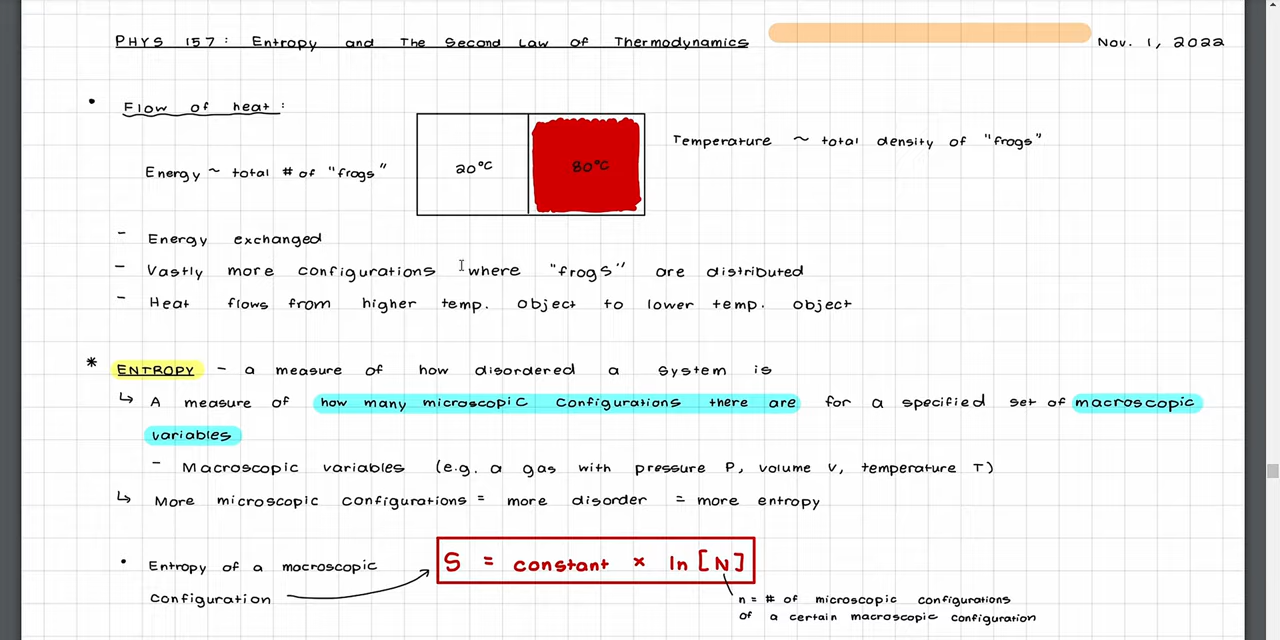 PHYS 157: Entropy and The Second Law of Thermodynamics
Nov. 1, 2022
• Flow of heat:
Energy ~ total # of "frogs"
20°C
80°C
Temperature ~ total density of "frogs"
- Energy exchanged
- Vastly more configurations where "frogs" are distributed
- Heat flows from higher temp. object to lower temp. object
* ENTROPY - a measure of how disordered a system is
↳ A measure of how many microscopic configurations there are for a specified set of macroscopic
variables
- Macroscopic variables (e.g. a gas with pressure P, volume V, temperature T)
↳ More microscopic configurations = more disorder = more entropy
• Entropy of a macroscopic
configuration
S = constant × ln [N]
n = # of microscopic configurations
of a certain macroscopic configuration